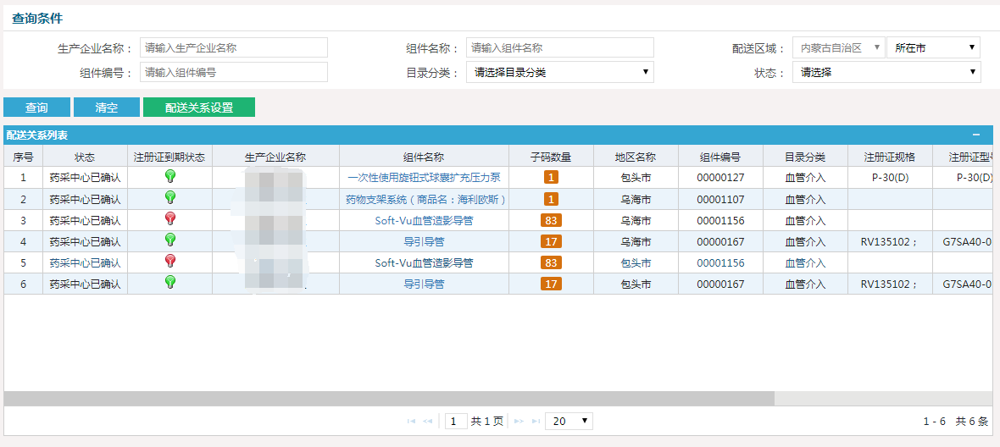 查询条件
生产企业名称： 请输入生产企业名称 组件名称： 请输入组件名称 配送区域： 内蒙古自治区 所在市
组件编号： 请输入组件编号 目录分类： 请选择目录分类 状态： 请选择
查询 清空 配送关系设置
配送关系列表
序号 状态 注册证到期状态 生产企业名称 组件名称 子码数量 地区名称 组件编号 目录分类 注册证规格 注册证型号
1 药采中心已确认 一次性使用旋钮式球囊扩充压力泵 1 包头市 00000127 血管介入 P-30(D) P-30(D)
2 药采中心已确认 药物支架系统（商品名：海利欧斯） 1 乌海市 00001107 血管介入
3 药采中心已确认 Soft-Vu血管造影导管 83 乌海市 00001156 血管介入
4 药采中心已确认 导引导管 17 乌海市 00000167 血管介入 RV135102； G7SA40-0
5 药采中心已确认 Soft-Vu血管造影导管 83 包头市 00001156 血管介入
6 药采中心已确认 导引导管 17 包头市 00000167 血管介入 RV135102； G7SA40-0
1 共 1 页 20 1 - 6 共 6 条